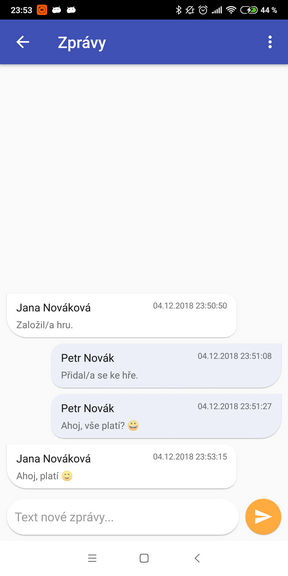 23:53 44 %
Zprávy
Jana Nováková 04.12.2018 23:50:50
Založil/a hru.
Petr Novák 04.12.2018 23:51:08
Přidal/a se ke hře.
Petr Novák 04.12.2018 23:51:27
Ahoj, vše platí? 😀
Jana Nováková 04.12.2018 23:53:15
Ahoj, platí 😊
Text nové zprávy...